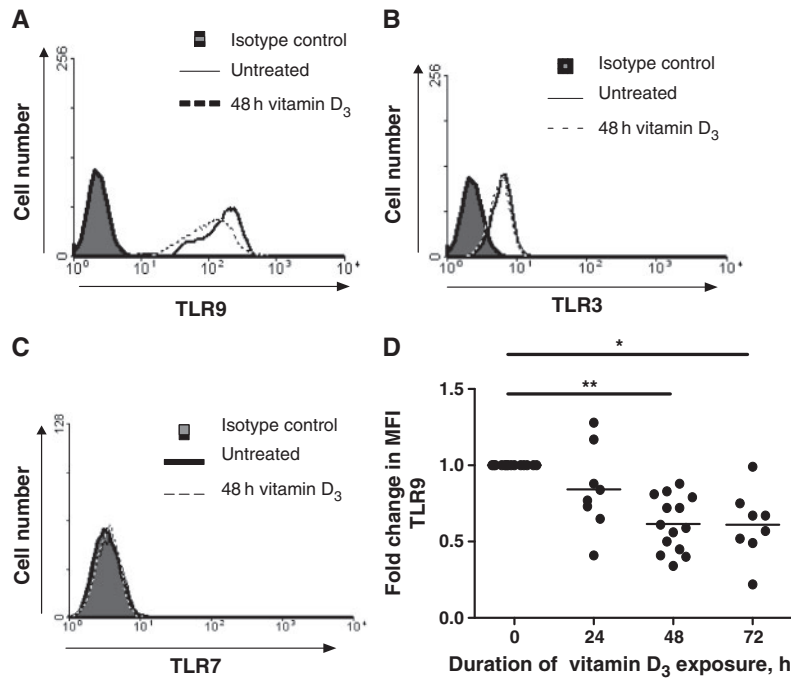 A
Isotype control
Untreated
48 h vitamin D3
Cell number
256
0
10^0 10^1 10^2 10^3 10^4
TLR9
B
Isotype control
Untreated
48 h vitamin D3
Cell number
256
0
10^0 10^1 10^2 10^3 10^4
TLR3
C
Isotype control
Untreated
48 h vitamin D3
Cell number
128
0
10^0 10^1 10^2 10^3 10^4
TLR7
D
*
**
Fold change in MFI
TLR9
1.5
1.0
0.5
0.0
0 24 48 72
Duration of vitamin D3 exposure, h